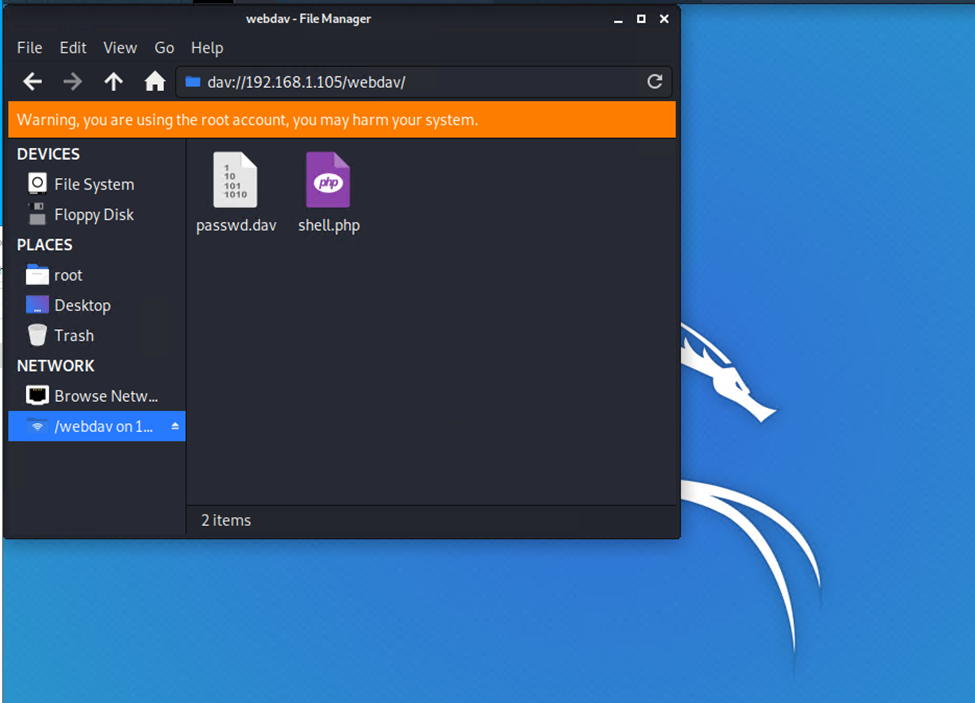 webdav - File Manager
File Edit View Go Help
dav://192.168.1.105/webdav/
Warning, you are using the root account, you may harm your system.
DEVICES
File System
Floppy Disk
PLACES
root
Desktop
Trash
NETWORK
Browse Netw...
/webdav on 1...
1
10
101
1010
passwd.dav
php
shell.php
2 items